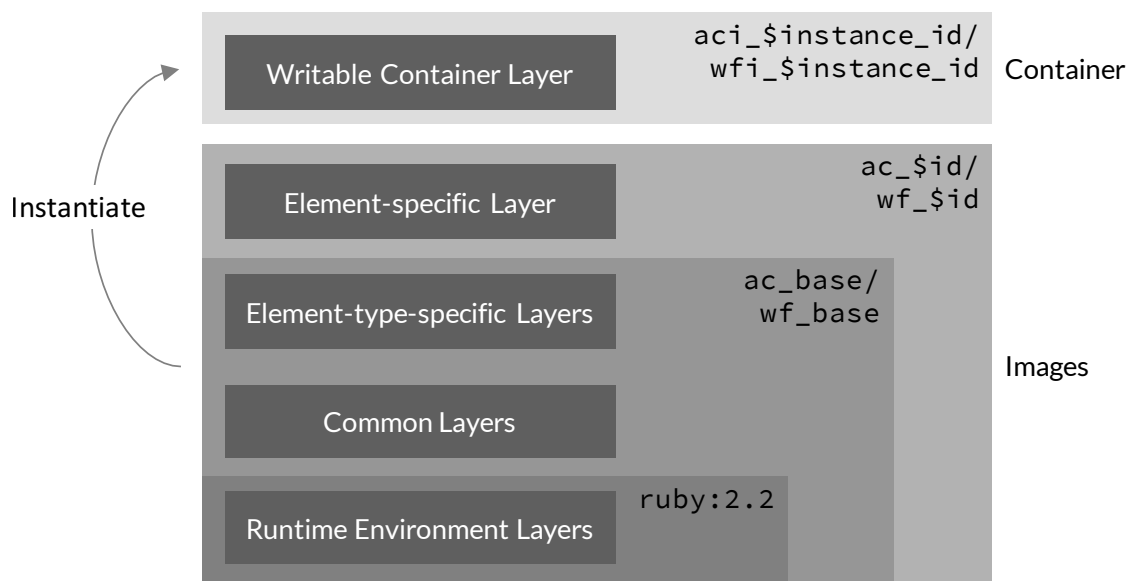 aci_$instance_id/
Writable Container Layer
wfi_$instance_id
Container
ac_$id/
Element-specific Layer
wf_$id
Instantiate
ac_base/
Element-type-specific Layers
wf_base
Images
Common Layers
ruby:2.2
Runtime Environment Layers